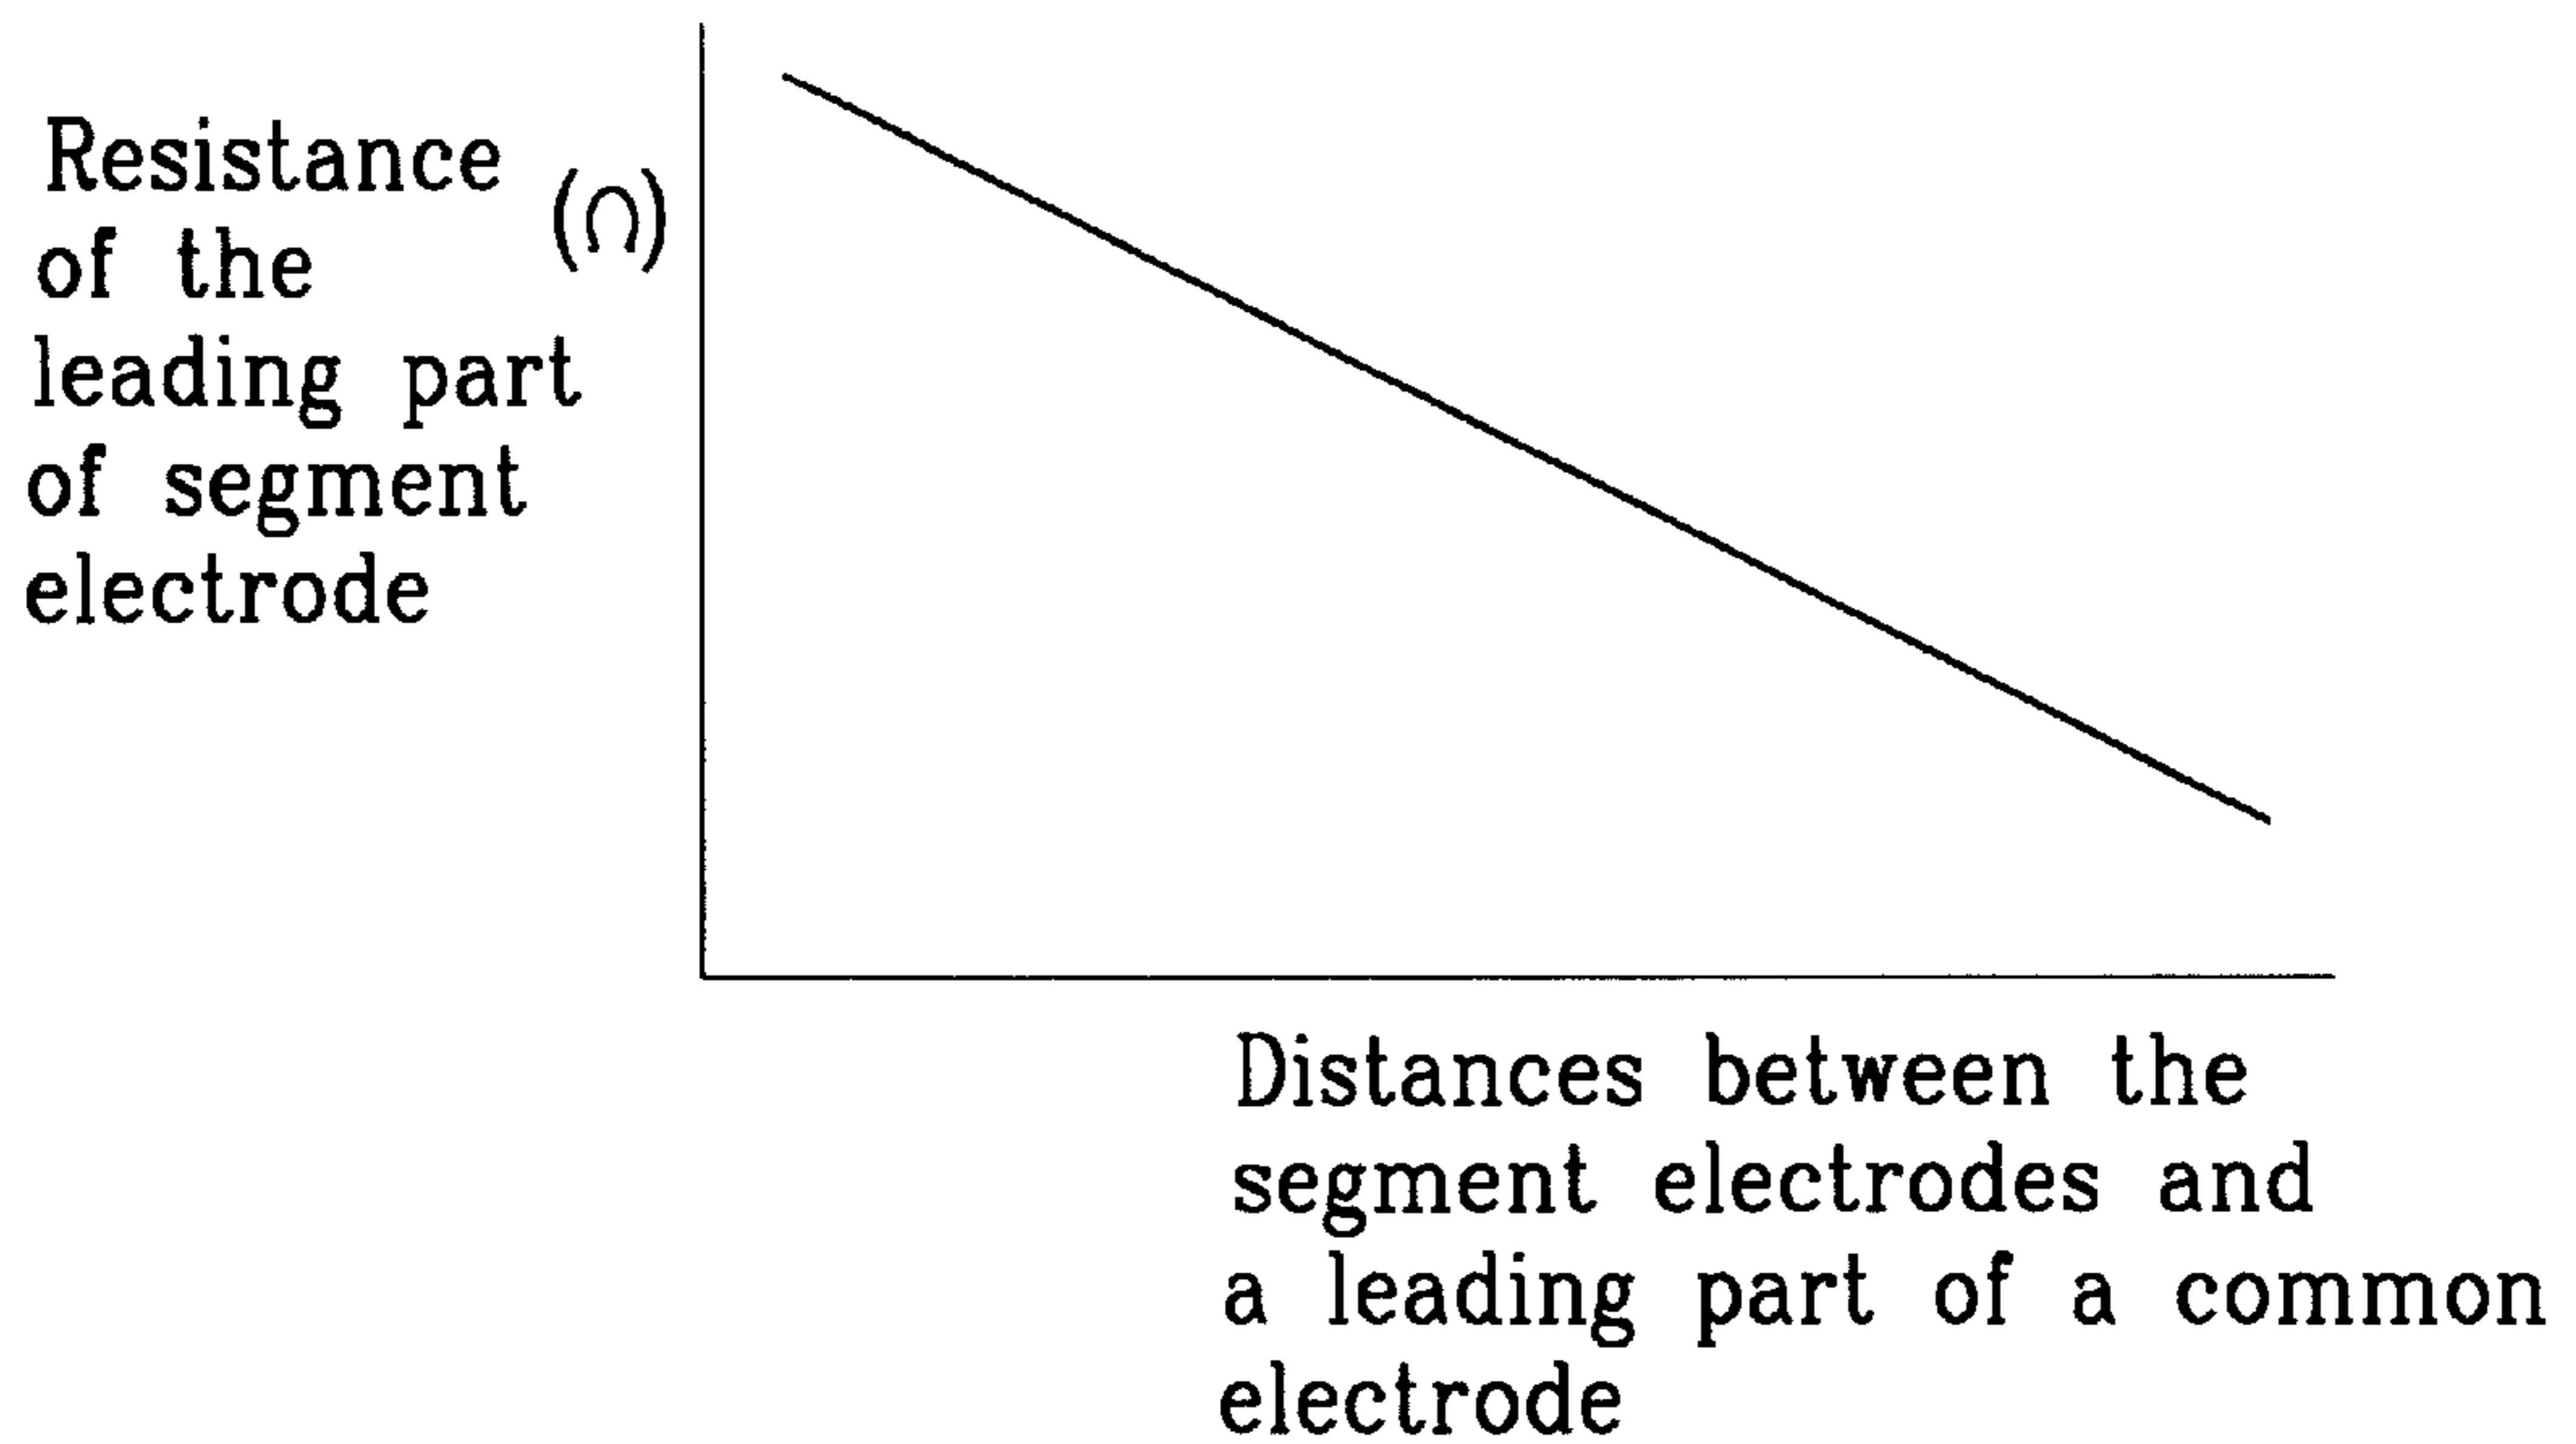 Resistance
of the
leading part
of segment
electrode
(∩)
Distances between the
segment electrodes and
a leading part of a common
electrode